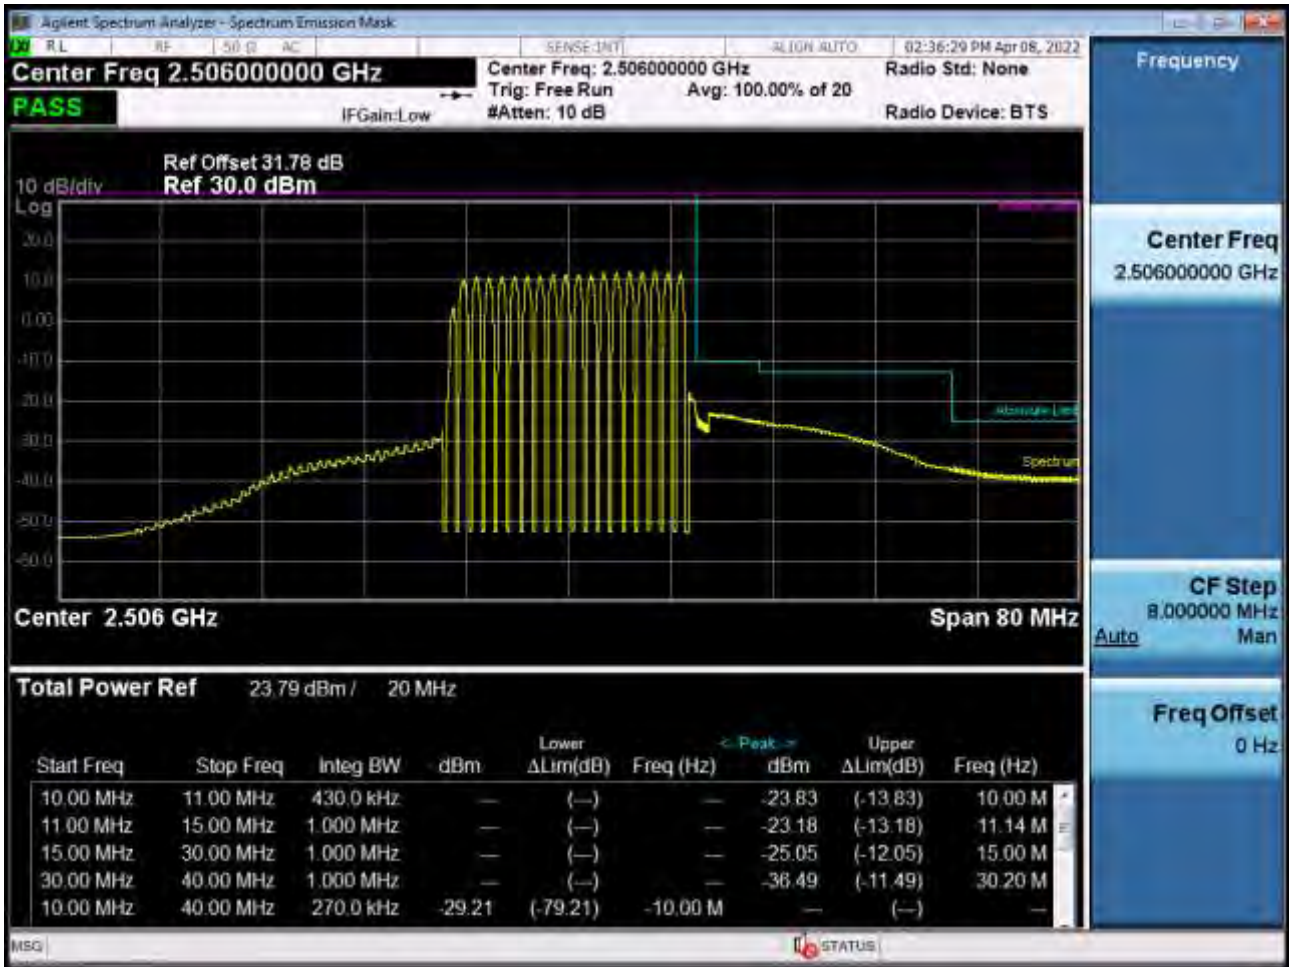 Agilent Spectrum Analyzer - Spectrum Emission Mask
RL RF 50 Ω AC SENSE:INT ALIGN AUTO 02:36:29 PM Apr 08, 2022
Center Freq 2.506000000 GHz
Center Freq: 2.506000000 GHz Radio Std: None
Trig: Free Run Avg: 100.00% of 20
PASS IFGain:Low #Atten: 10 dB Radio Device: BTS
Ref Offset 31.78 dB
10 dB/div Ref 30.0 dBm
Log
20.0
10.0
0.00
-10.0
-20.0
Absolute Limit
-30.0
Spectrum
-40.0
-50.0
-60.0
Center 2.506 GHz Span 80 MHz
Total Power Ref 23.79 dBm / 20 MHz
Lower <- Peak -> Upper
Start Freq Stop Freq Integ BW dBm ΔLim(dB) Freq (Hz) dBm ΔLim(dB) Freq (Hz)
10.00 MHz 11.00 MHz 430.0 kHz --- (---) --- -23.83 (-13.83) 10.00 M
11.00 MHz 15.00 MHz 1.000 MHz --- (---) --- -23.18 (-13.18) 11.14 M
15.00 MHz 30.00 MHz 1.000 MHz --- (---) --- -25.05 (-12.05) 15.00 M
30.00 MHz 40.00 MHz 1.000 MHz --- (---) --- -36.49 (-11.49) 30.20 M
10.00 MHz 40.00 MHz 270.0 kHz -29.21 (-79.21) -10.00 M --- (---) ---
MSG STATUS
Frequency
Center Freq
2.506000000 GHz
CF Step
8.000000 MHz
Auto Man
Freq Offset
0 Hz